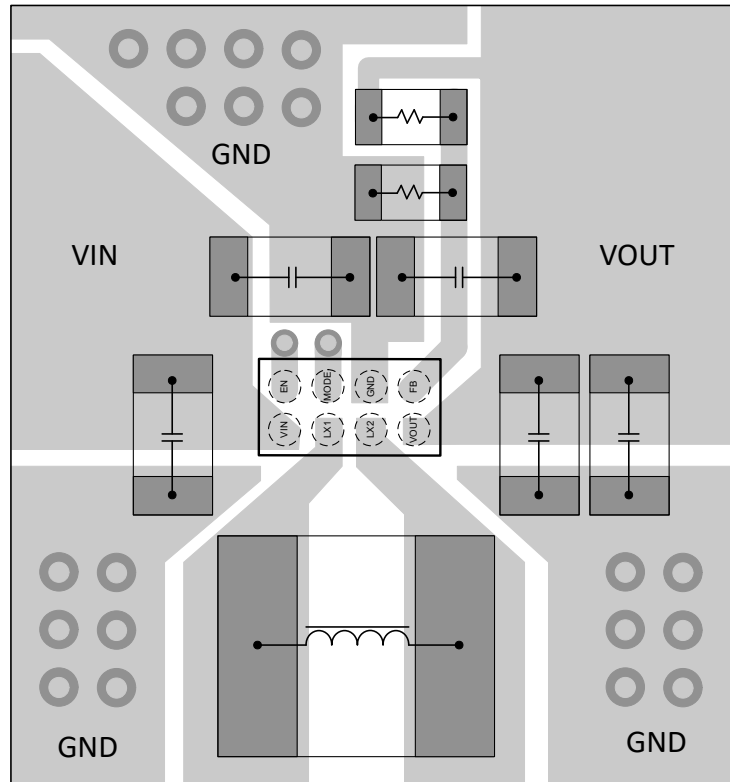 GND
VIN
VOUT
EN
MODE
GND
FB
VIN
LX1
LX2
VOUT
GND
GND